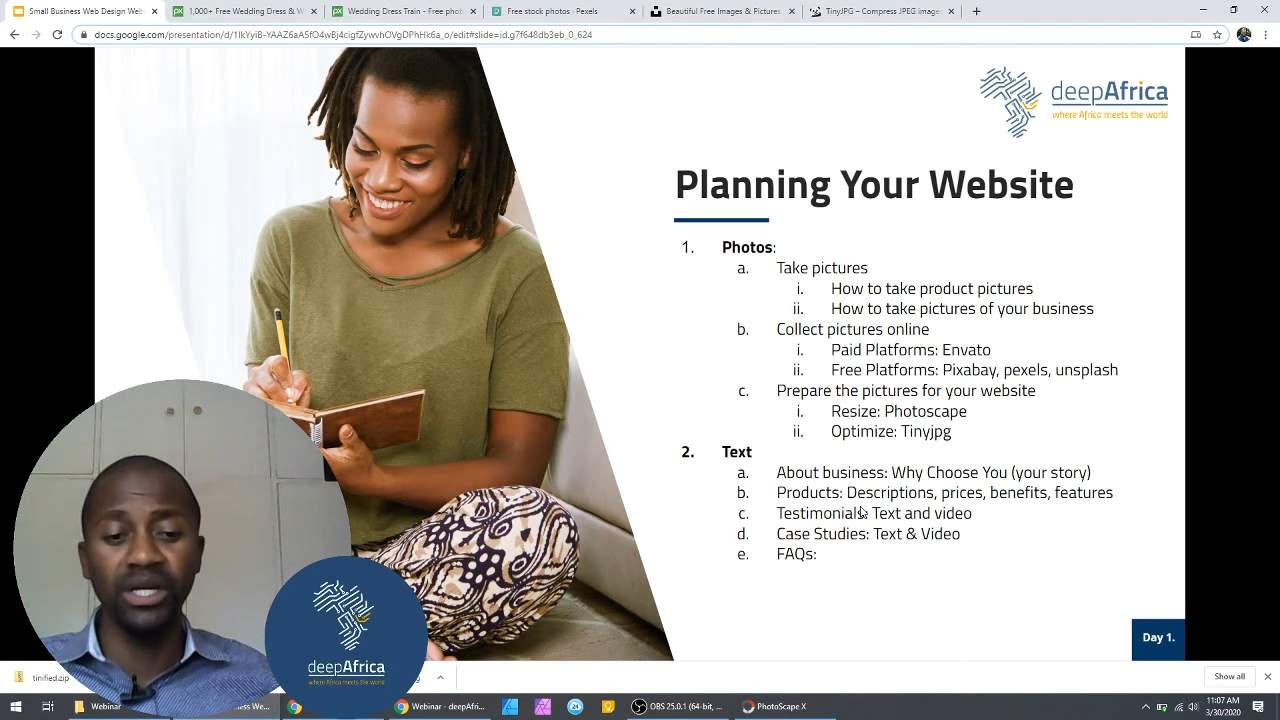 Small Business Web Design Web
1,000+ Free Wedding Dress & W
Wedding Dress Train - Free phot
Free stock photos · Pexels
Beautiful Free Images & Pictures
TinyJPG – Compress JPEG images
docs.google.com/presentation/d/1IkYyiB-YAAZ6aA5fO4wBj4cigfZywvhOVgDPhHk6a_o/edit#slide=id.g7f648db3eb_0_624
deepAfrica
where Africa meets the world
Planning Your Website
1. Photos:
a. Take pictures
i. How to take product pictures
ii. How to take pictures of your business
b. Collect pictures online
i. Paid Platforms: Envato
ii. Free Platforms: Pixabay, pexels, unsplash
c. Prepare the pictures for your website
i. Resize: Photoscape
ii. Optimize: Tinyjpg
2. Text
a. About business: Why Choose You (your story)
b. Products: Descriptions, prices, benefits, features
c. Testimonials: Text and video
d. Case Studies: Text & Video
e. FAQs:
Day 1.
deepAfrica
where Africa meets the world
tinified.zip
Show all
Webinar
We...
Webinar - deepAfri...
OBS 25.0.1 (64-bit, ...
PhotoScape X
11:07 AM
3/30/2020